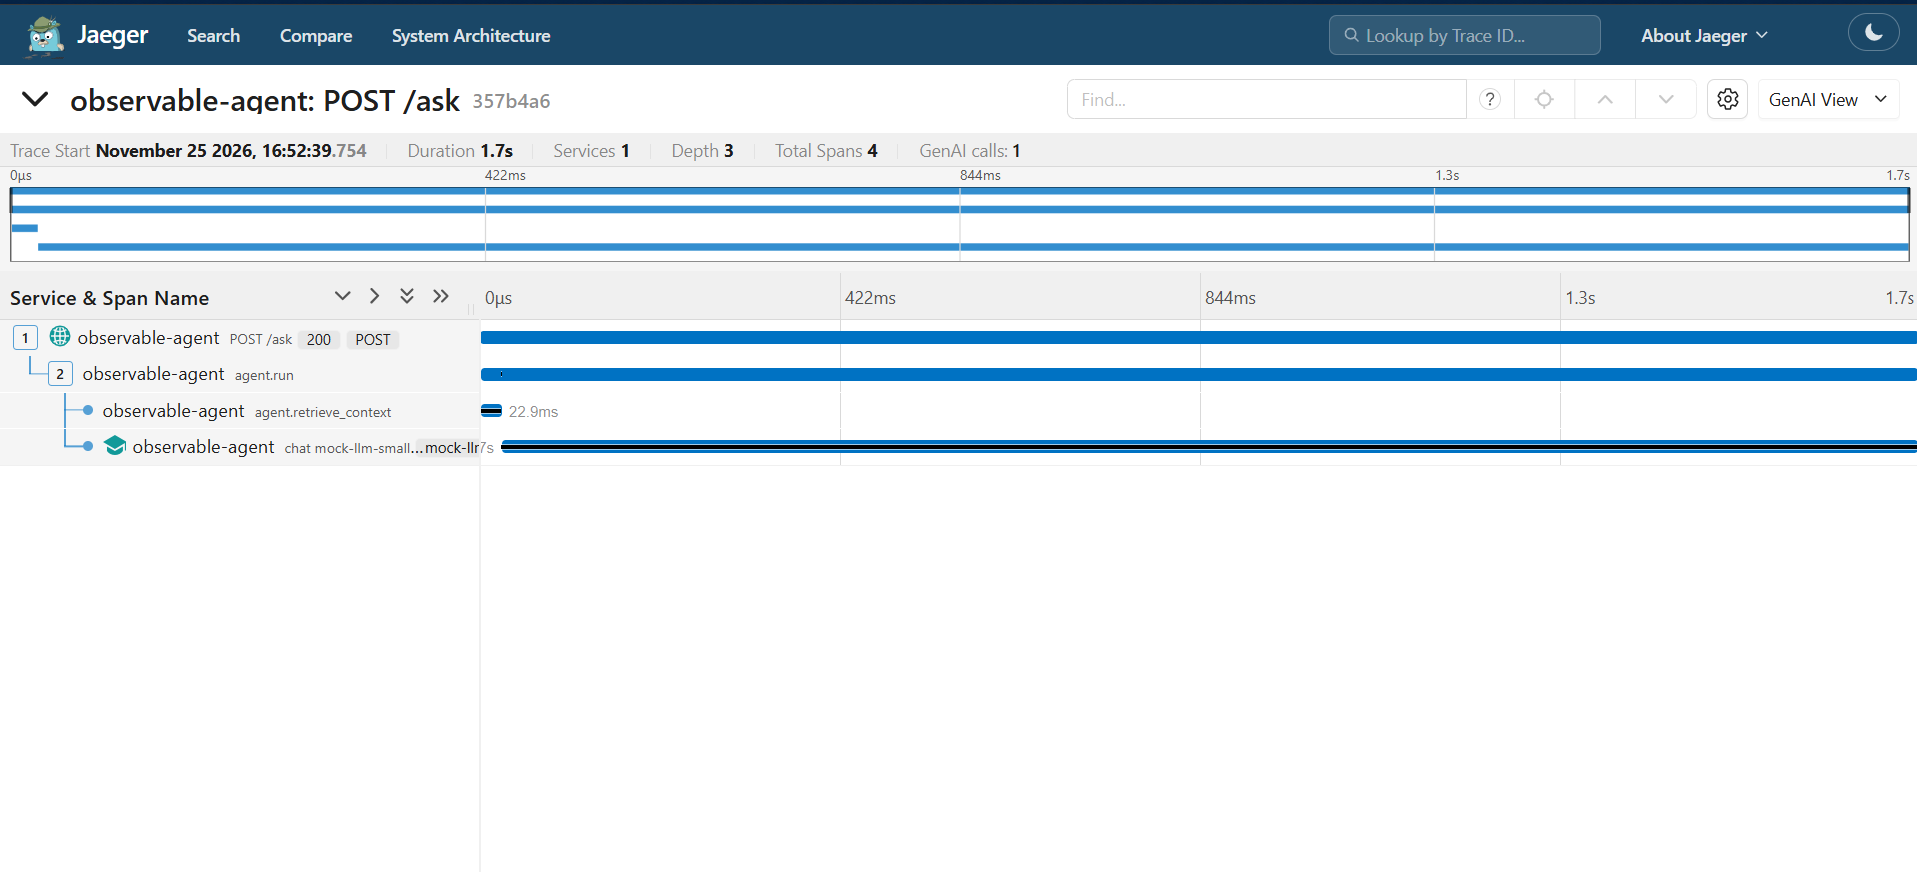 Jaeger Search Compare System Architecture Lookup by Trace ID... About Jaeger
observable-agent: POST /ask 357b4a6 Find... ? GenAI View
Trace Start November 25 2026, 16:52:39.754 Duration 1.7s Services 1 Depth 3 Total Spans 4 GenAI calls: 1
0μs 422ms 844ms 1.3s 1.7s
Service & Span Name 0μs 422ms 844ms 1.3s 1.7s
1 observable-agent POST /ask 200 POST
2 observable-agent agent.run
observable-agent agent.retrieve_context 22.9ms
observable-agent chat mock-llm-small... mock-llr7s